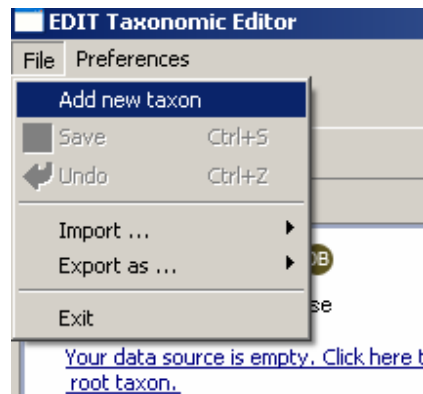 EDIT Taxonomic Editor
File Preferences
Add new taxon
Save Ctrl+S
Undo Ctrl+Z
Import ...
Export as ...
Exit
DB
se
Your data source is empty. Click here t
root taxon.